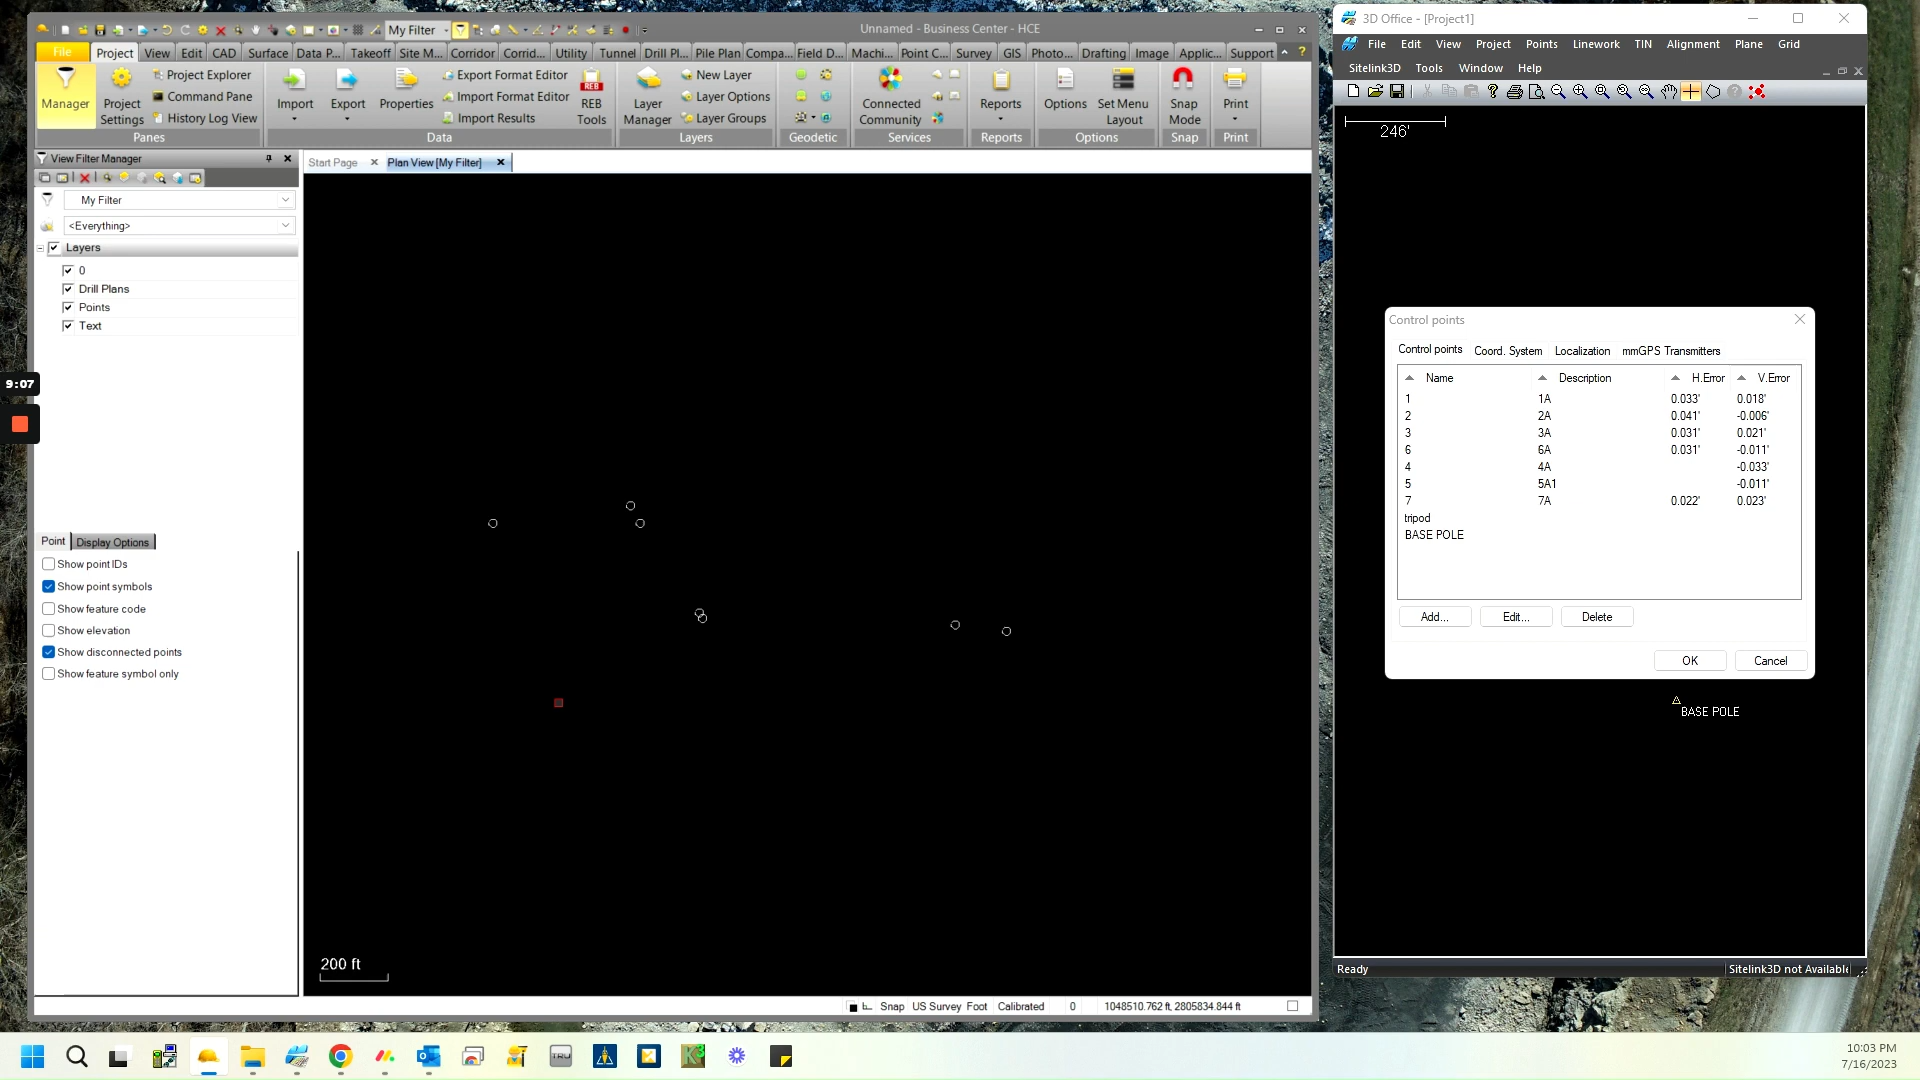 My Filter
Unnamed - Business Center - HCE
File
Project
View
Edit
CAD
Surface
Data P...
Takeoff
Site M...
Corridor
Corrid...
Utility
Tunnel
Drill Pl...
Pile Plan
Compa...
Field D...
Machi...
Point C...
Survey
GIS
Photo...
Drafting
Image
Applic...
Support
Manager
Project Settings
Project Explorer
Command Pane
History Log View
Panes
Import
Export
Properties
Export Format Editor
Import Format Editor
Import Results
REB
REB Tools
Data
Layer Manager
New Layer
Layer Options
Layer Groups
Layers
Geodetic
Connected Community
Services
Reports
Reports
Options
Set Menu Layout
Options
Snap Mode
Snap
Print
Print
View Filter Manager
My Filter
<Everything>
Layers
0
Drill Plans
Points
Text
Point
Display Options
Show point IDs
Show point symbols
Show feature code
Show elevation
Show disconnected points
Show feature symbol only
Start Page
Plan View [My Filter]
200 ft
Snap
US Survey Foot
Calibrated
0
1048510.762 ft, 2805834.844 ft
9:07
3D Office - [Project1]
File
Edit
View
Project
Points
Linework
TIN
Alignment
Plane
Grid
Sitelink3D
Tools
Window
Help
246'
Control points
Control points
Coord. System
Localization
mmGPS Transmitters
Name Description H.Error V.Error
1 1A 0.033' 0.018'
2 2A 0.041' -0.006'
3 3A 0.031' 0.021'
6 6A 0.031' -0.011'
4 4A -0.033'
5 5A1 -0.011'
7 7A 0.022' 0.023'
tripod
BASE POLE
Add...
Edit...
Delete
OK
Cancel
BASE POLE
Ready
Sitelink3D not Available
TRU
10:03 PM
7/16/2023